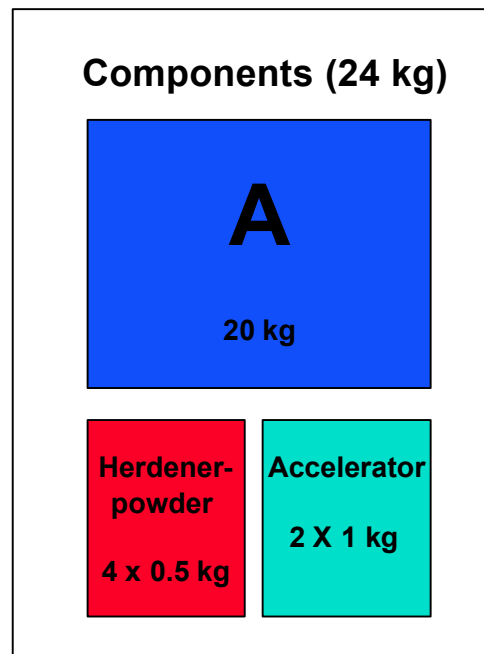 Components (24 kg)
A
20 kg
Herdener-
powder
4 x 0.5 kg
Accelerator
2 X 1 kg